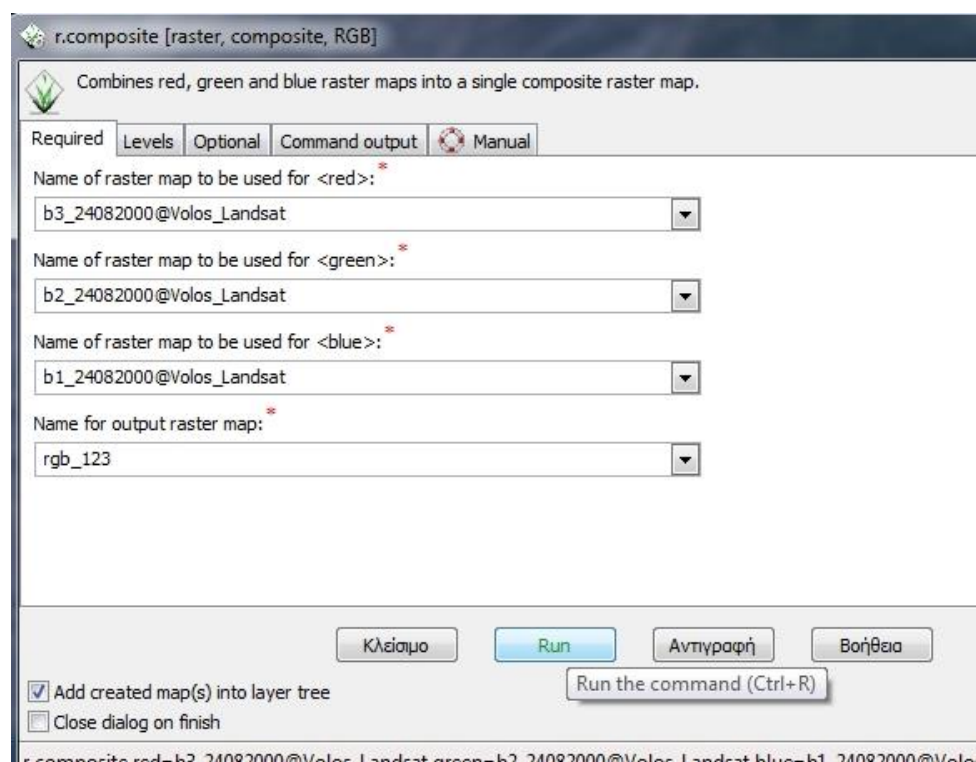 r.composite [raster, composite, RGB]
Combines red, green and blue raster maps into a single composite raster map.
Required Levels Optional Command output Manual
Name of raster map to be used for <red>:*
b3_24082000@Volos_Landsat
Name of raster map to be used for <green>:*
b2_24082000@Volos_Landsat
Name of raster map to be used for <blue>:*
b1_24082000@Volos_Landsat
Name for output raster map:*
rgb_123
Κλείσιμο Run Αντιγραφή Βοήθεια
Run the command (Ctrl+R)
Add created map(s) into layer tree
Close dialog on finish
r.composite red=b3_24082000@Volos_Landsat green=b2_24082000@Volos_Landsat blue=b1_24082000@Volo